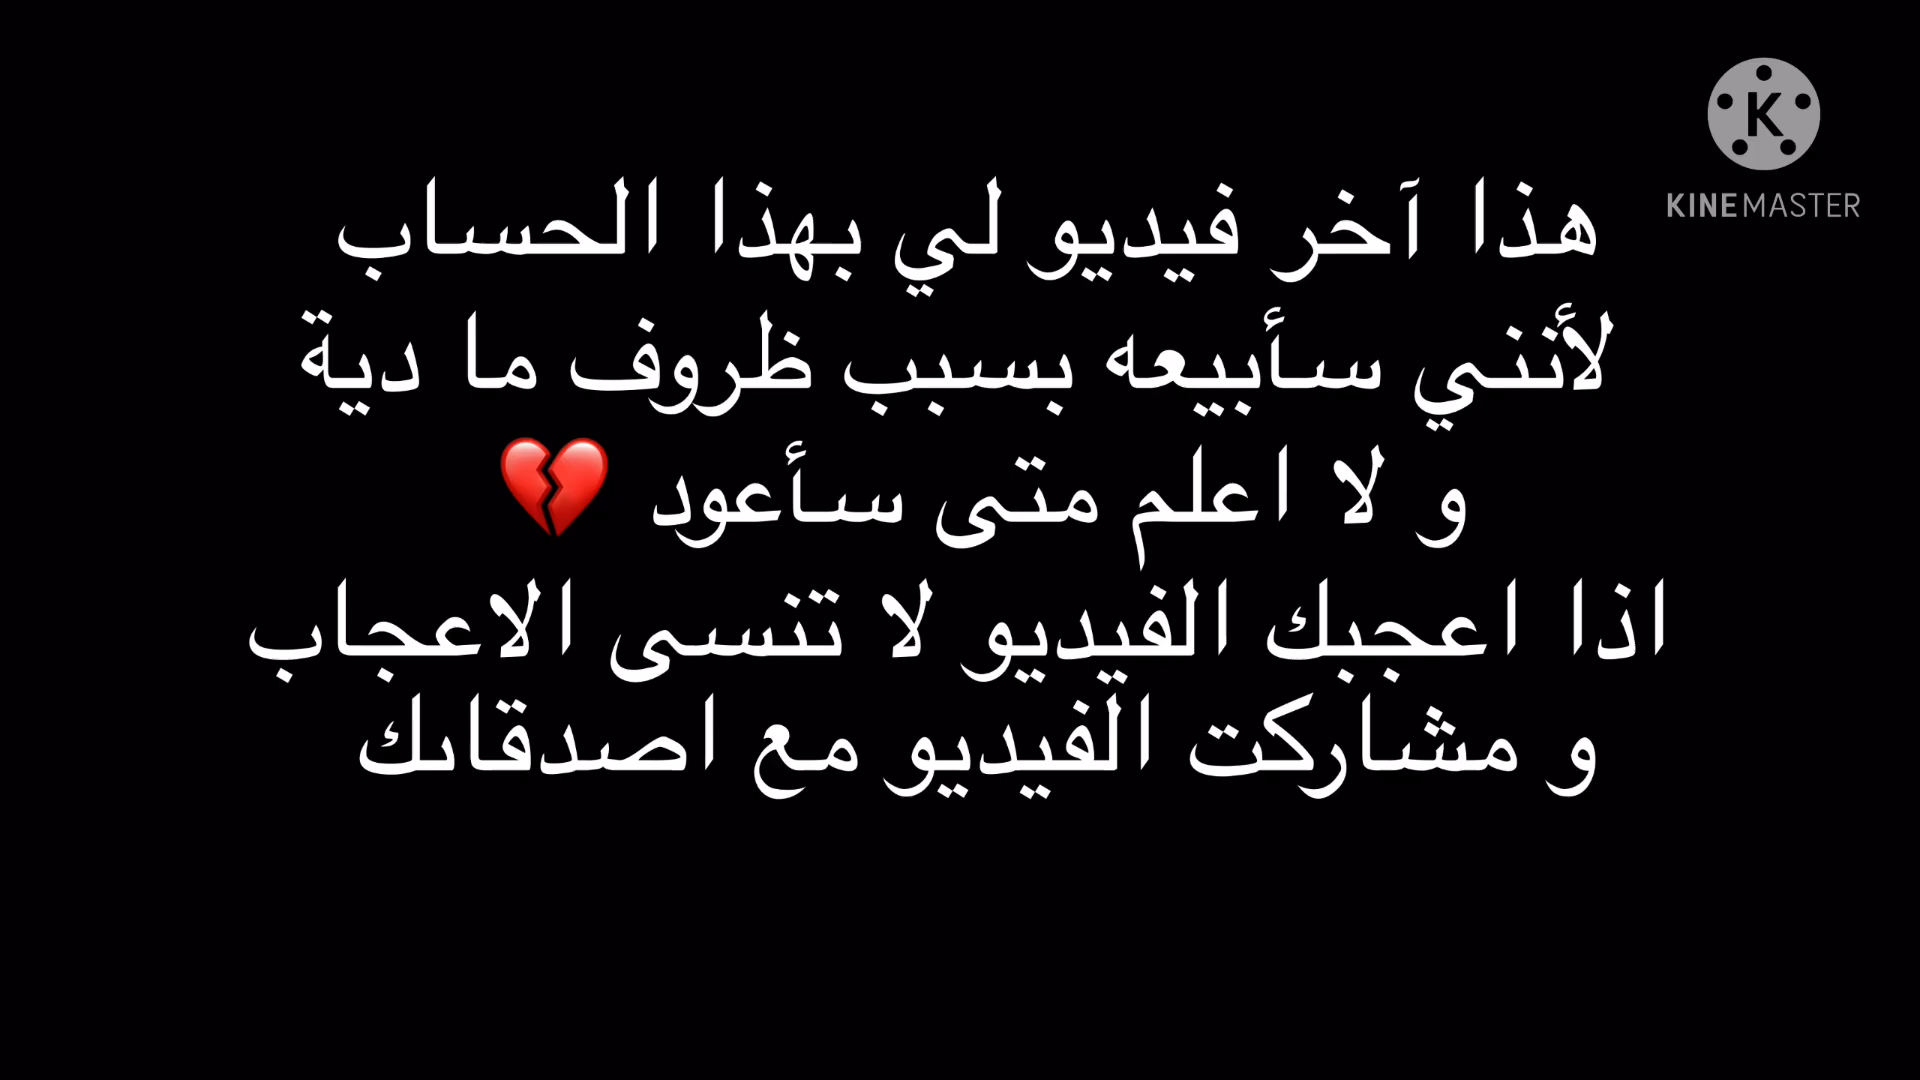 هذا آخر فيديو لي بهذا الحساب
لأنني سأبيعه بسبب ظروف ما دية
و لا اعلم متى سأعود 💔
اذا اعجبك الفيديو لا تنسى الاعجاب
و مشاركت الفيديو مع اصدقاىك
K
KINEMASTER